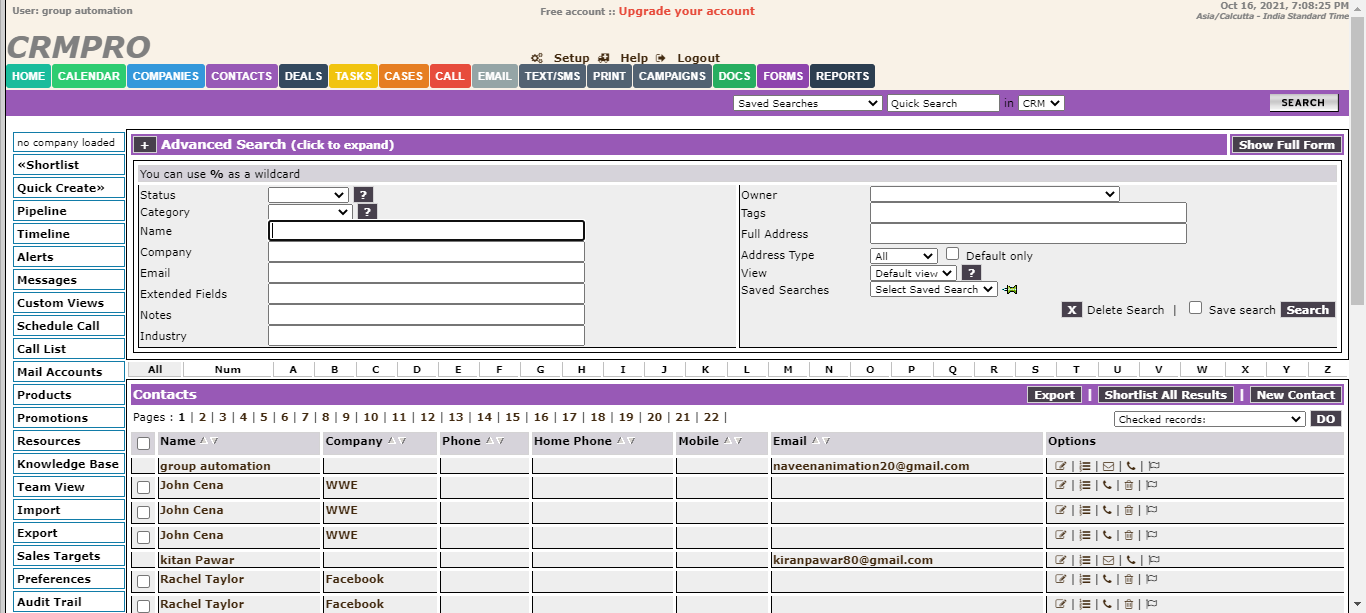 User: group automation
Free account :: Upgrade your account
Oct 16, 2021, 7:08:25 PM
Asia/Calcutta - India Standard Time
CRMPRO
Setup Help Logout
HOME CALENDAR COMPANIES CONTACTS DEALS TASKS CASES CALL EMAIL TEXT/SMS PRINT CAMPAIGNS DOCS FORMS REPORTS
Saved Searches Quick Search in CRM SEARCH
no company loaded
«Shortlist
Quick Create»
Pipeline
Timeline
Alerts
Messages
Custom Views
Schedule Call
Call List
Mail Accounts
Products
Promotions
Resources
Knowledge Base
Team View
Import
Export
Sales Targets
Preferences
Audit Trail
+ Advanced Search (click to expand) Show Full Form
You can use % as a wildcard
Status ?
Category ?
Name
Company
Email
Extended Fields
Notes
Industry
Owner
Tags
Full Address
Address Type All Default only
View Default view ?
Saved Searches Select Saved Search
X Delete Search | Save search Search
All Num A B C D E F G H I J K L M N O P Q R S T U V W X Y Z
Contacts Export | Shortlist All Results | New Contact
Pages : 1 | 2 | 3 | 4 | 5 | 6 | 7 | 8 | 9 | 10 | 11 | 12 | 13 | 14 | 15 | 16 | 17 | 18 | 19 | 20 | 21 | 22 |
Checked records: DO
Name Company Phone Home Phone Mobile Email Options
group automation naveenanimation20@gmail.com | | | |
John Cena WWE | | | |
John Cena WWE | | | |
John Cena WWE | | | |
kitan Pawar kiranpawar80@gmail.com | | | |
Rachel Taylor Facebook | | | |
Rachel Taylor Facebook | | | |